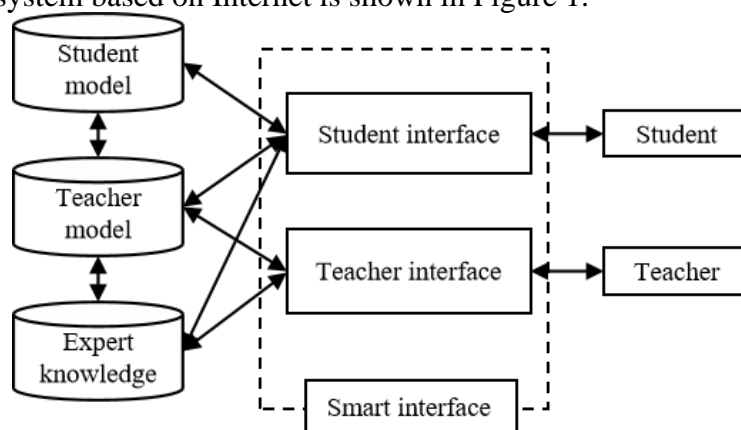 system based on Internet is shown in Figure 1.
Student
model
Student interface
Student
Teacher
model
Teacher interface
Teacher
Expert
knowledge
Smart interface